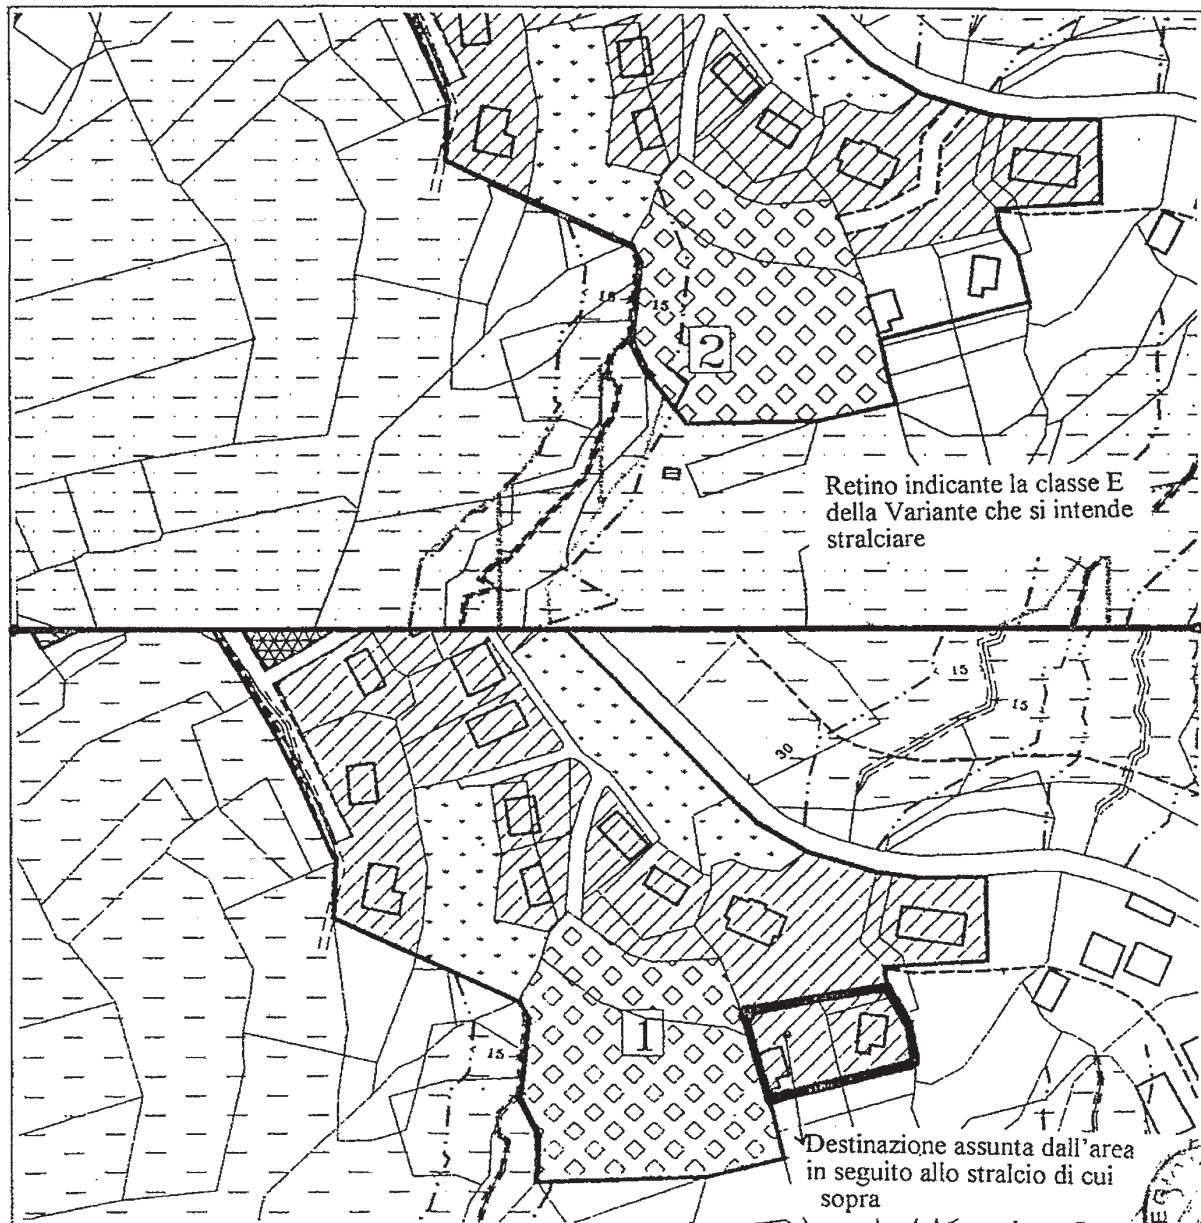 15
15
2
Retino indicante la classe E
della Variante che si intende
stralciare
15
15
30
1
15
Destinazione assunta dall'area
in seguito allo stralcio di cui
sopra